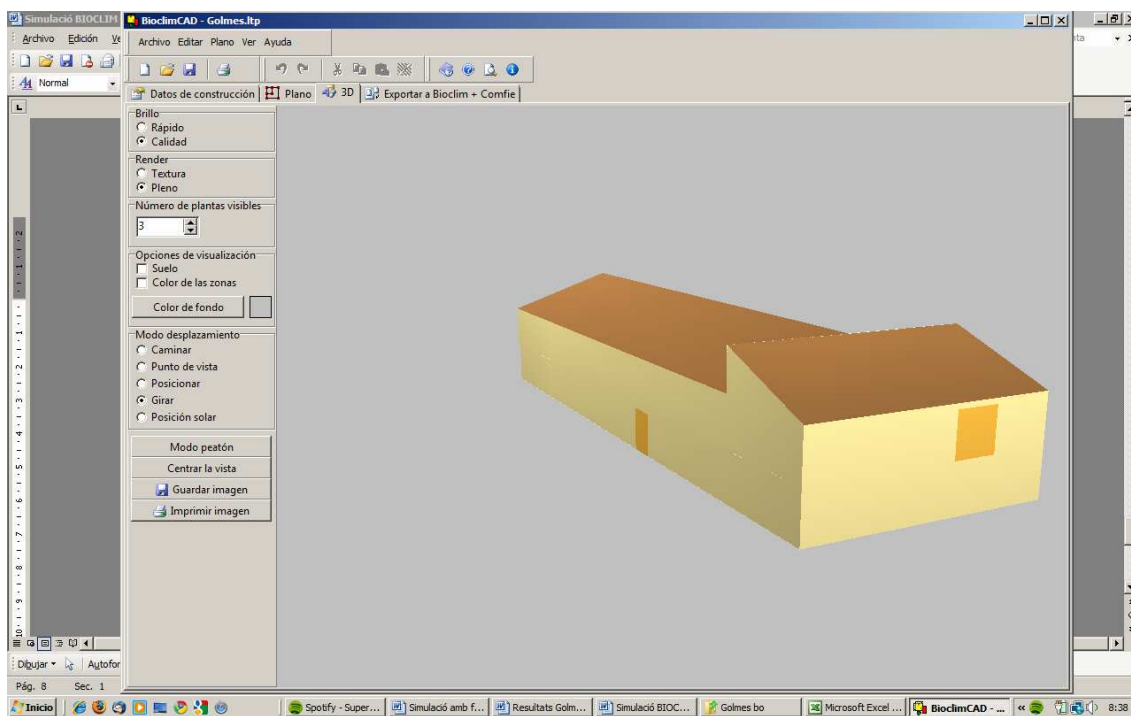 Simulació BIOCLIM
BioclimCAD - Golmes.ltp
Archivo Edición Ve
Archivo Editar Plano Ver Ayuda
Normal
Datos de construcción
Plano
3D
Exportar a Bioclim + Comfie
Brillo
Rápido
Calidad
Render
Textura
Pleno
Número de plantas visibles
3
Opciones de visualización
Suelo
Color de las zonas
Color de fondo
Modo desplazamiento
Caminar
Punto de vista
Posicionar
Girar
Posición solar
Modo peatón
Centrar la vista
Guardar imagen
Imprimir imagen
Dibujar
Autofor
Pág. 8 Sec. 1
Inicio
Spotify - Super...
Simulació amb f...
Resultats Golm...
Simulació BIOC...
Golmes bo
Microsoft Excel ...
BioclimCAD - ...
8:38